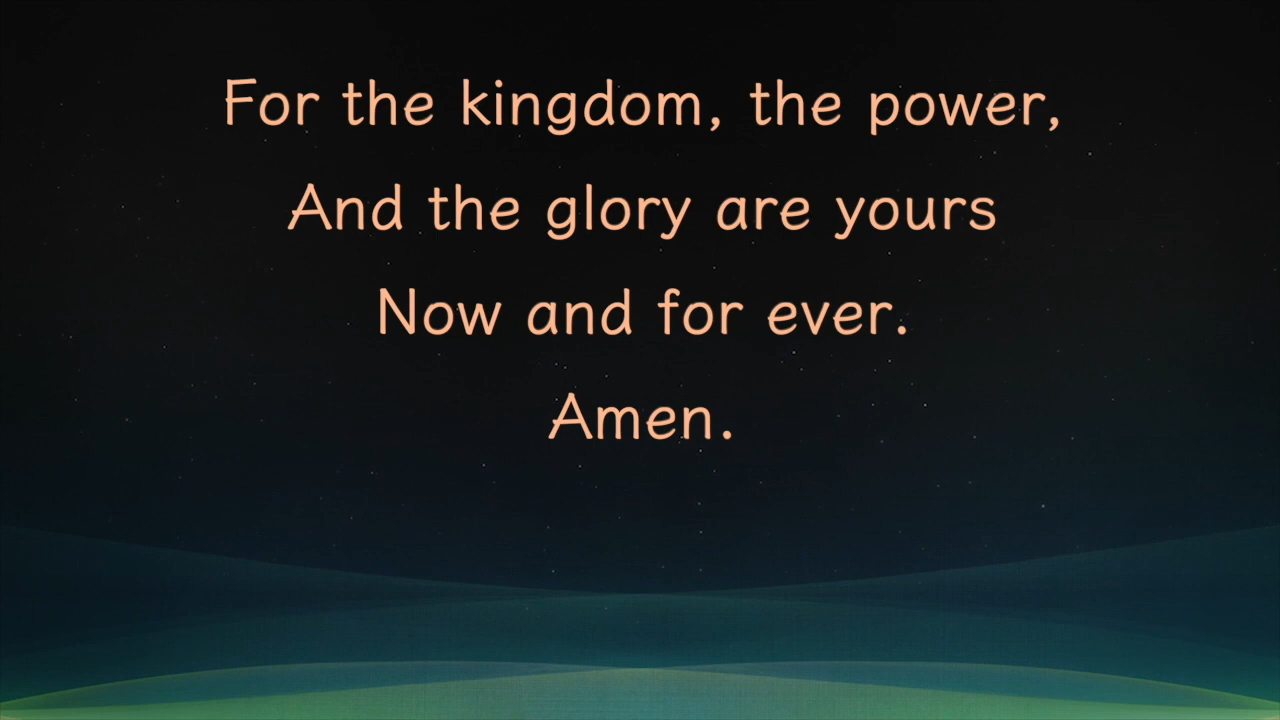 For the kingdom, the power,
And the glory are yours
Now and for ever.
Amen.